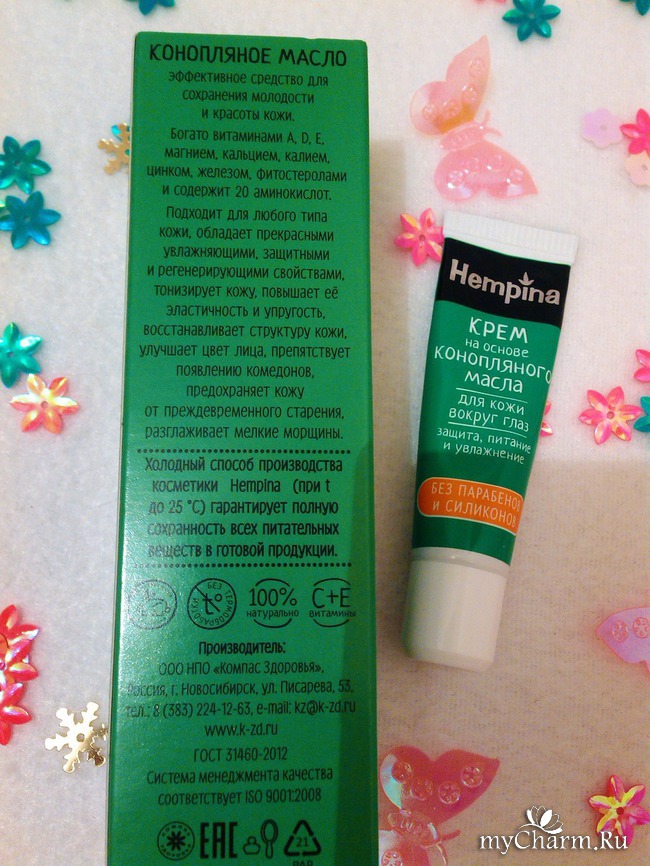 КОНОПЛЯНОЕ МАСЛО
эффективное средство для
сохранения молодости
и красоты кожи.
Богато витаминами A, D, E,
магнием, кальцием, калием,
цинком, железом, фитостеролами
и содержит 20 аминокислот.
Подходит для любого типа
кожи, обладает прекрасными
увлажняющими, защитными
и регенерирующими свойствами,
тонизирует кожу, повышает её
эластичность и упругость,
восстанавливает структуру кожи,
улучшает цвет лица, препятствует
появлению комедонов,
предохраняет кожу
от преждевременного старения,
разглаживает мелкие морщины.
Холодный способ производства
косметики Hempina (при t
до 25 °C) гарантирует полную
сохранность всех питательных
веществ в готовой продукции.
БЕЗ ТЕРМООБРАБОТКИ
t°
100%
натурально
C+E
витамины
Производитель:
ООО НПО «Компас Здоровья»,
Россия, г. Новосибирск, ул. Писарева, 53,
тел.: 8 (383) 224-12-63, e-mail: kz@k-zd.ru
www.k-zd.ru
ГОСТ 31460-2012
Система менеджмента качества
соответствует ISO 9001:2008
EAC
21
PAP
Hempina
КРЕМ
на основе
КОНОПЛЯНОГО
МАСЛА
для кожи
вокруг глаз
защита, питание
и увлажнение
БЕЗ ПАРАБЕНОВ
И СИЛИКОНОВ
myCharm.Ru